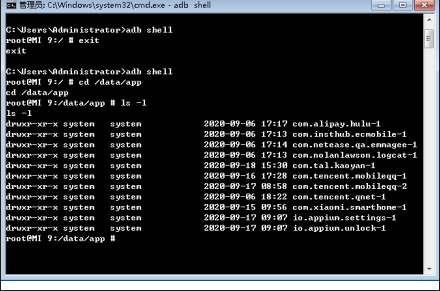 管理员: C:\Windows\system32\cmd.exe - adb shell
C:\Users\Administrator>adb shell
root@MI 9:/ # exit
exit
C:\Users\Administrator>adb shell
root@MI 9:/ # cd /data/app
cd /data/app
root@MI 9:/data/app # ls -l
ls -l
drwxr-xr-x system system 2020-09-06 17:17 com.alipay.hulu-1
drwxr-xr-x system system 2020-09-06 17:13 com.insthub.ecmobile-1
drwxr-xr-x system system 2020-09-06 17:14 com.netease.qa.emmagee-1
drwxr-xr-x system system 2020-09-06 17:13 com.nolanlawson.logcat-1
drwxr-xr-x system system 2020-09-18 15:30 com.tal.kaoyan-1
drwxr-xr-x system system 2020-09-16 17:28 com.tencent.mobileqq-1
drwxr-xr-x system system 2020-09-17 08:58 com.tencent.mobileqq-2
drwxr-xr-x system system 2020-09-06 18:22 com.tencent.qnet-1
drwxr-xr-x system system 2020-09-15 09:56 com.xiaomi.smarthome-1
drwxr-xr-x system system 2020-09-17 09:07 io.appium.settings-1
drwxr-xr-x system system 2020-09-17 09:07 io.appium.unlock-1
root@MI 9:/data/app #